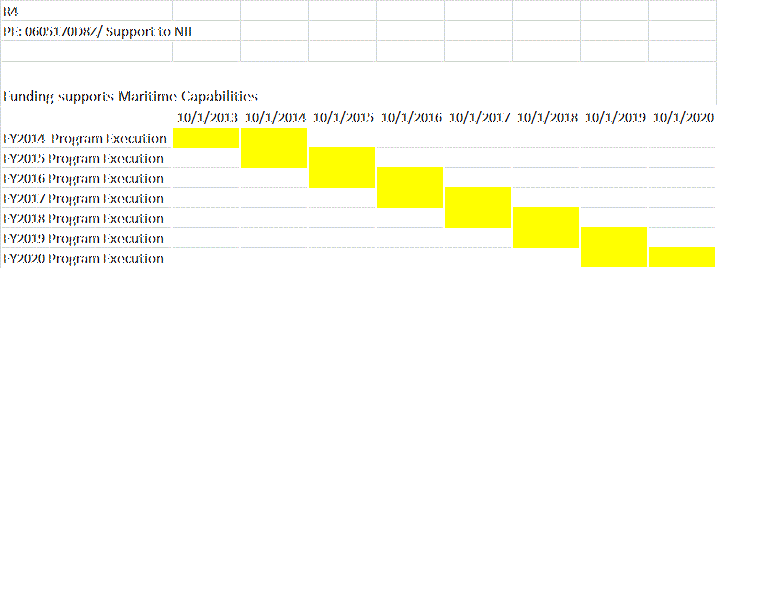 R4
PE: 0605170D8Z/ Support to NII
Funding supports Maritime Capabilities
10/1/2013 10/1/2014 10/1/2015 10/1/2016 10/1/2017 10/1/2018 10/1/2019 10/1/2020
FY2014 Program Execution
FY2015 Program Execution
FY2016 Program Execution
FY2017 Program Execution
FY2018 Program Execution
FY2019 Program Execution
FY2020 Program Execution